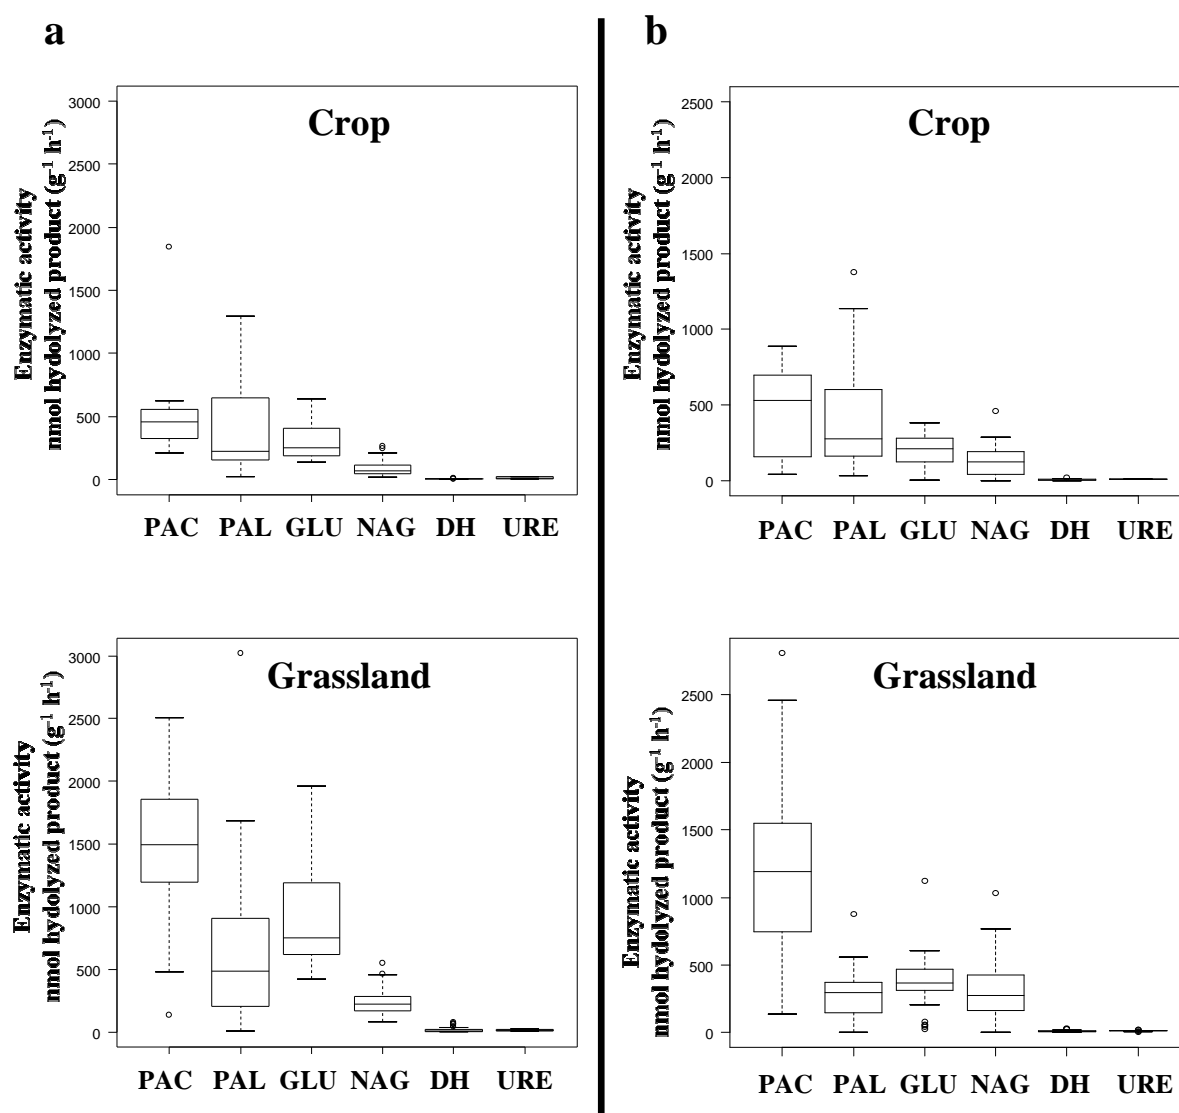 a
b
Crop
Enzymatic activity
nmol hydolyzed product (g⁻¹ h⁻¹)
3000
2500
2000
1500
1000
500
0
PAC PAL GLU NAG DH URE
Crop
Enzymatic activity
nmol hydolyzed product (g⁻¹ h⁻¹)
2500
2000
1500
1000
500
0
PAC PAL GLU NAG DH URE
Grassland
Enzymatic activity
nmol hydolyzed product (g⁻¹ h⁻¹)
3000
2500
2000
1500
1000
500
0
PAC PAL GLU NAG DH URE
Grassland
Enzymatic activity
nmol hydolyzed product (g⁻¹ h⁻¹)
2500
2000
1500
1000
500
0
PAC PAL GLU NAG DH URE